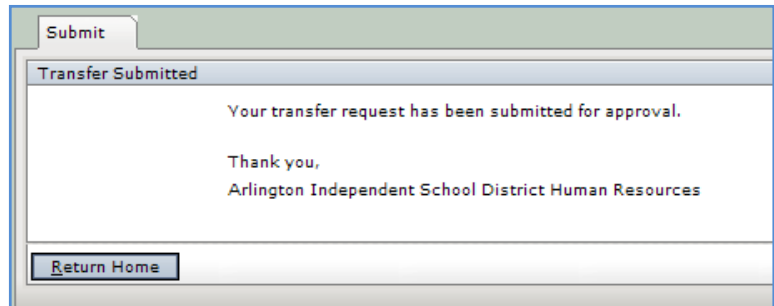 Submit
Transfer Submitted
Your transfer request has been submitted for approval.
Thank you,
Arlington Independent School District Human Resources
Return Home